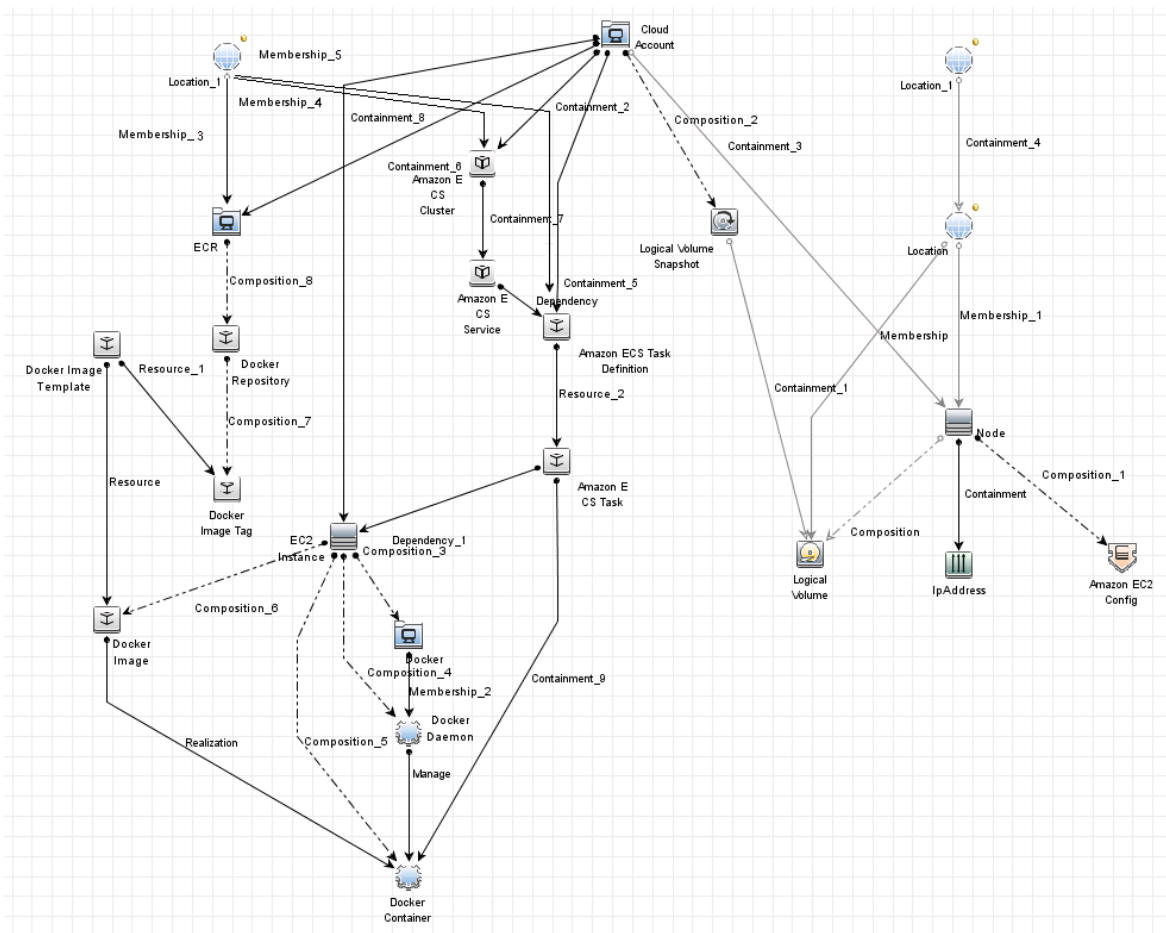 Cloud
Account
Membership_5
Location_1
Location_1
Membership_4
Containment_2
Containment_8
Composition_2
Membership_3
Containment_3
Containment_4
Containment_6
Amazon E
CS
Cluster
Containment_7
ECR
Logical Volume
Snapshot
Location
Composition_8
Containment_5
Amazon E
CS
Service
Dependency
Membership_1
Membership
Docker Image
Template
Resource_1
Docker
Repository
Amazon ECS Task
Definition
Containment_1
Resource_2
Composition_7
Node
Composition_1
Resource
Amazon E
CS Task
Containment
Docker
Image Tag
EC2
Instance
Dependency_1
Composition_3
Composition
Logical
Volume
IpAddress
Amazon EC2
Config
Composition_6
Docker
Image
Docker
Composition_4
Containment_9
Membership_2
Docker
Daemon
Realization
Composition_5
Manage
Docker
Container